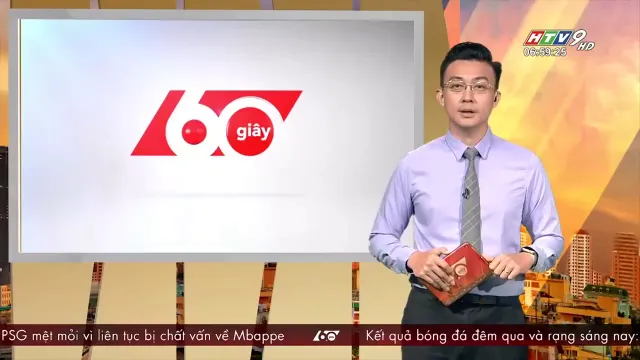 HTV9 HD
06:59:25
60 giây
PSG mệt mỏi vì liên tục bị chất vấn về Mbappe 60 Kết quả bóng đá đêm qua và rạng sáng nay: